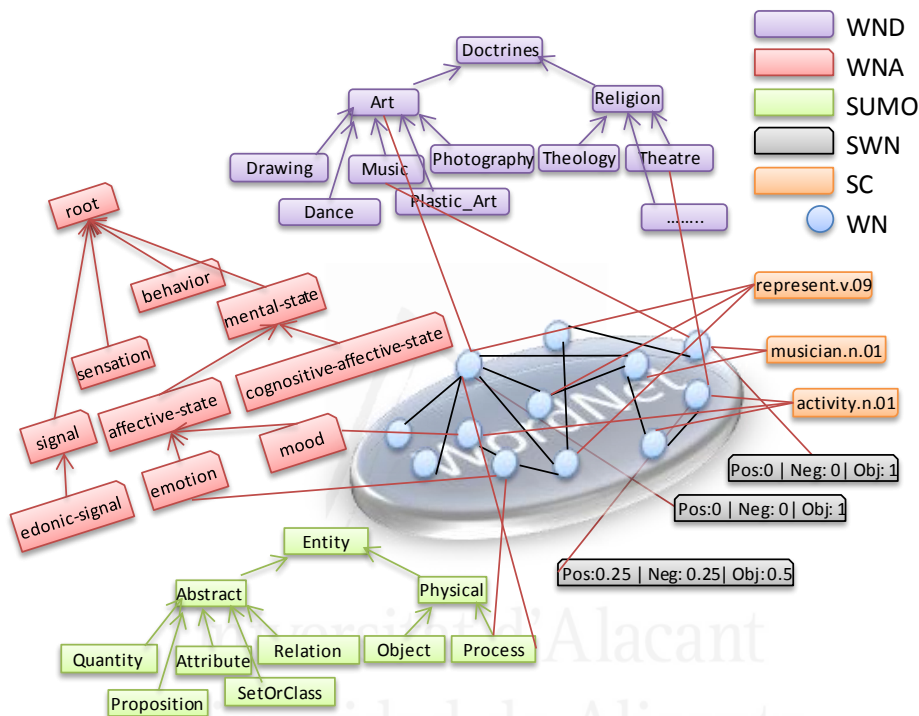 Doctrines
Art
Religion
Drawing
Music
Photography
Theology
Theatre
Dance
Plastic_Art
........
WND
WNA
SUMO
SWN
SC
WN
root
behavior
mental-state
sensation
cognositive-affective-state
signal
affective-state
mood
edonic-signal
emotion
WordNet
represent.v.09
musician.n.01
activity.n.01
Pos:0 | Neg: 0| Obj: 1
Pos:0 | Neg: 0| Obj: 1
Pos:0.25 | Neg: 0.25| Obj:0.5
Entity
Abstract
Physical
Quantity
Attribute
Relation
Object
Process
Proposition
SetOrClass
Universitat d'Alacant